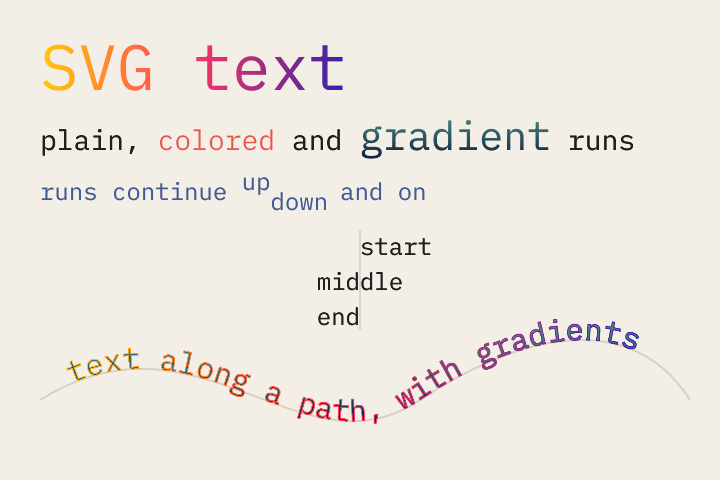 SVG text
plain, colored and gradient runs
runs continue up down and on
start
middle
end
text along a path, with gradients